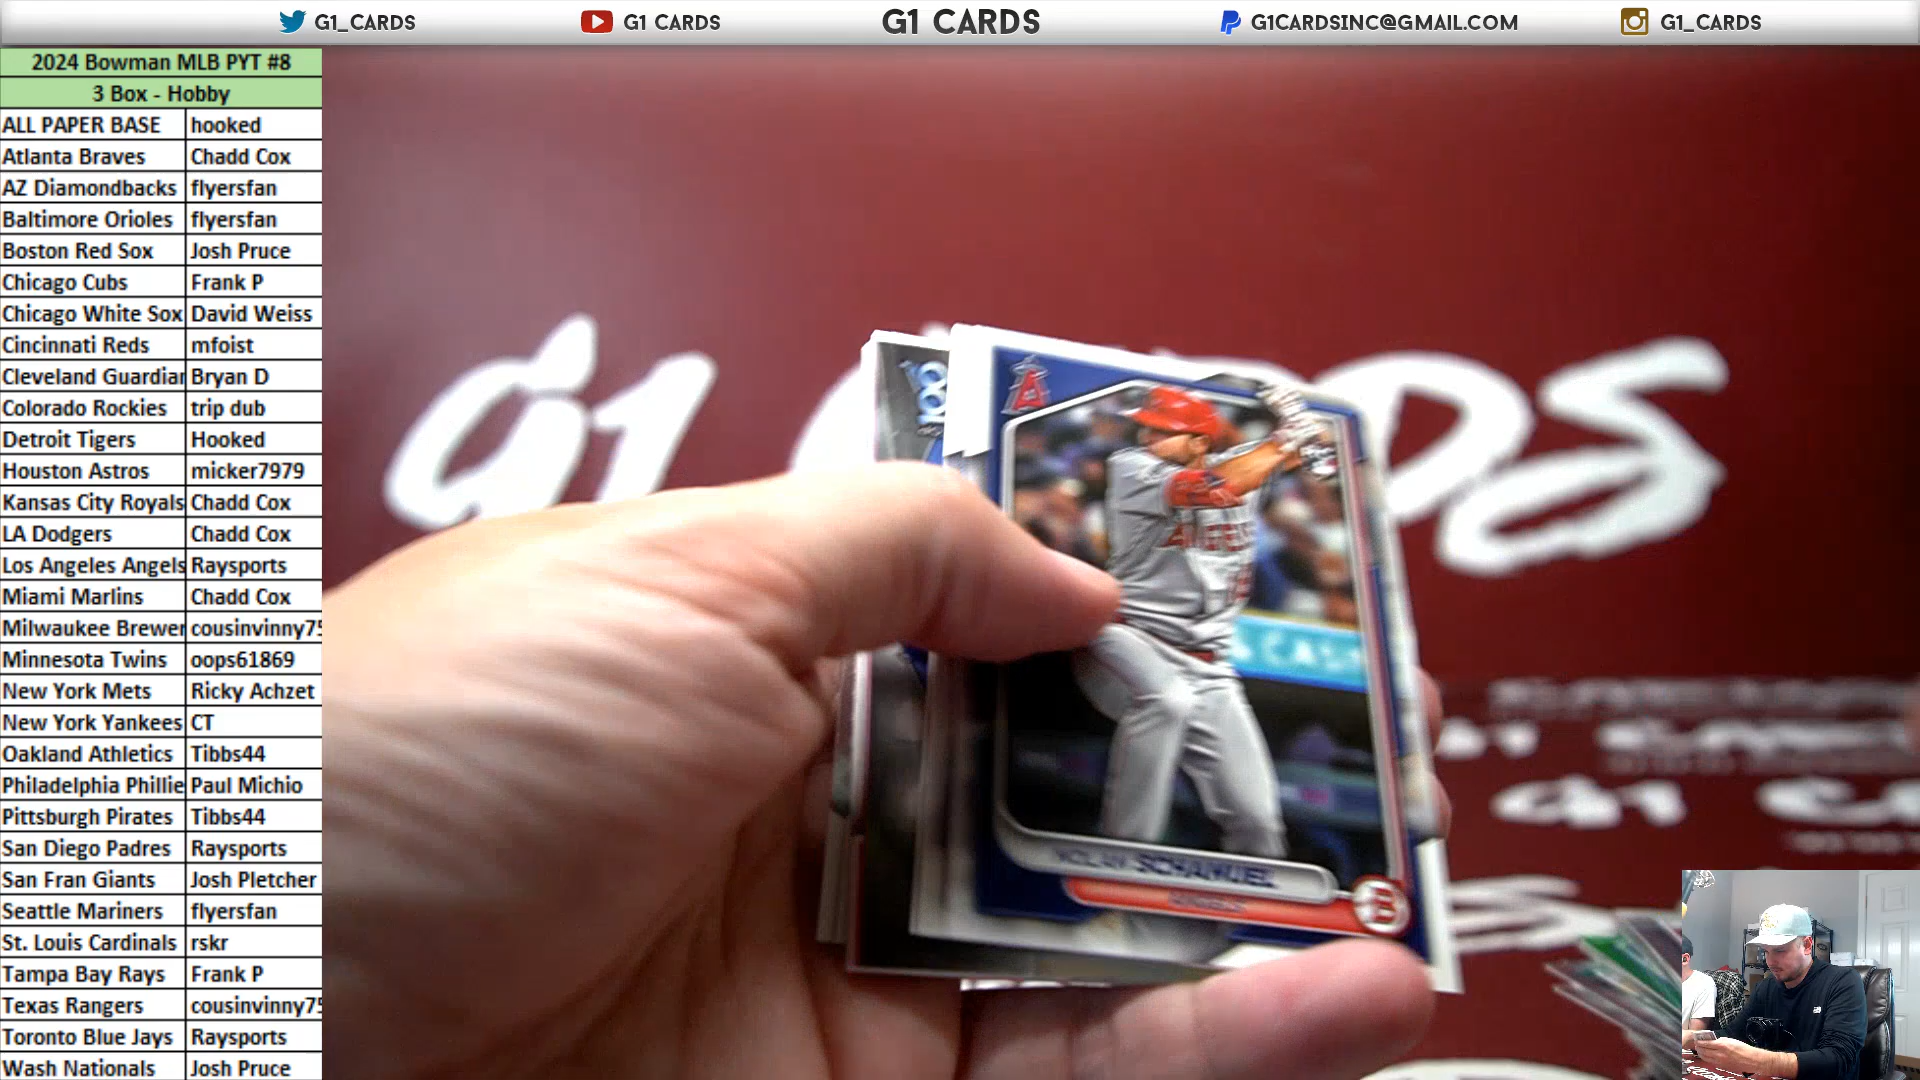 G1_CARDS
G1 CARDS
G1 CARDS
G1CARDSINC@GMAIL.COM
G1_CARDS
2024 Bowman MLB PYT #8
3 Box - Hobby
ALL PAPER BASE hooked
Atlanta Braves Chadd Cox
AZ Diamondbacks flyersfan
Baltimore Orioles flyersfan
Boston Red Sox Josh Pruce
Chicago Cubs Frank P
Chicago White Sox David Weiss
Cincinnati Reds mfoist
Cleveland Guardian Bryan D
Colorado Rockies trip dub
Detroit Tigers Hooked
Houston Astros micker7979
Kansas City Royals Chadd Cox
LA Dodgers Chadd Cox
Los Angeles Angels Raysports
Miami Marlins Chadd Cox
Milwaukee Brewer cousinvinny75
Minnesota Twins oops61869
New York Mets Ricky Achzet
New York Yankees CT
Oakland Athletics Tibbs44
Philadelphia Phillie Paul Michio
Pittsburgh Pirates Tibbs44
San Diego Padres Raysports
San Fran Giants Josh Pletcher
Seattle Mariners flyersfan
St. Louis Cardinals rskr
Tampa Bay Rays Frank P
Texas Rangers cousinvinny75
Toronto Blue Jays Raysports
Wash Nationals Josh Pruce
G1
A
100
NOLAN SCHANUEL
ANGELS
B